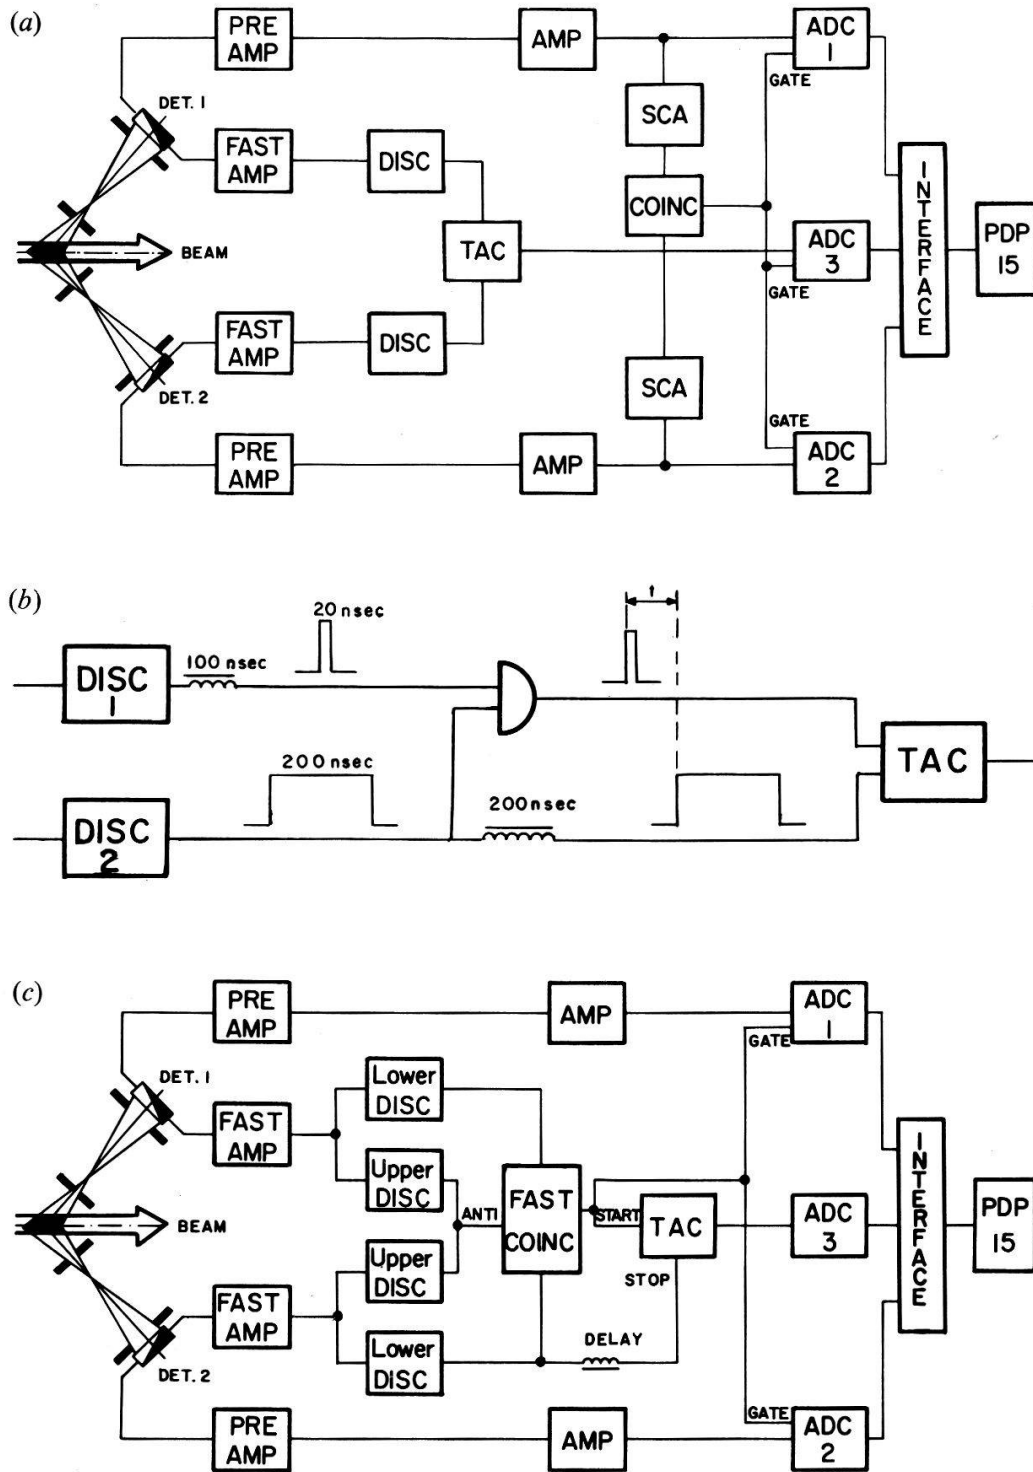 (a)
PRE
AMP
AMP
ADC
1
GATE
DET. 1
SCA
FAST
AMP
DISC
COINC
BEAM
TAC
ADC
3
GATE
INTERFACE
PDP
15
FAST
AMP
DISC
SCA
DET. 2
GATE
PRE
AMP
AMP
ADC
2
(b)
20 nsec
t
100 nsec
DISC
1
TAC
200 nsec
200 nsec
DISC
2
(c)
PRE
AMP
AMP
ADC
1
GATE
DET. 1
Lower
DISC
FAST
AMP
Upper
DISC
ANTI
FAST
COINC
START
TAC
ADC
3
INTERFACE
PDP
15
BEAM
Upper
DISC
STOP
FAST
AMP
DELAY
Lower
DISC
DET. 2
GATE
PRE
AMP
AMP
ADC
2